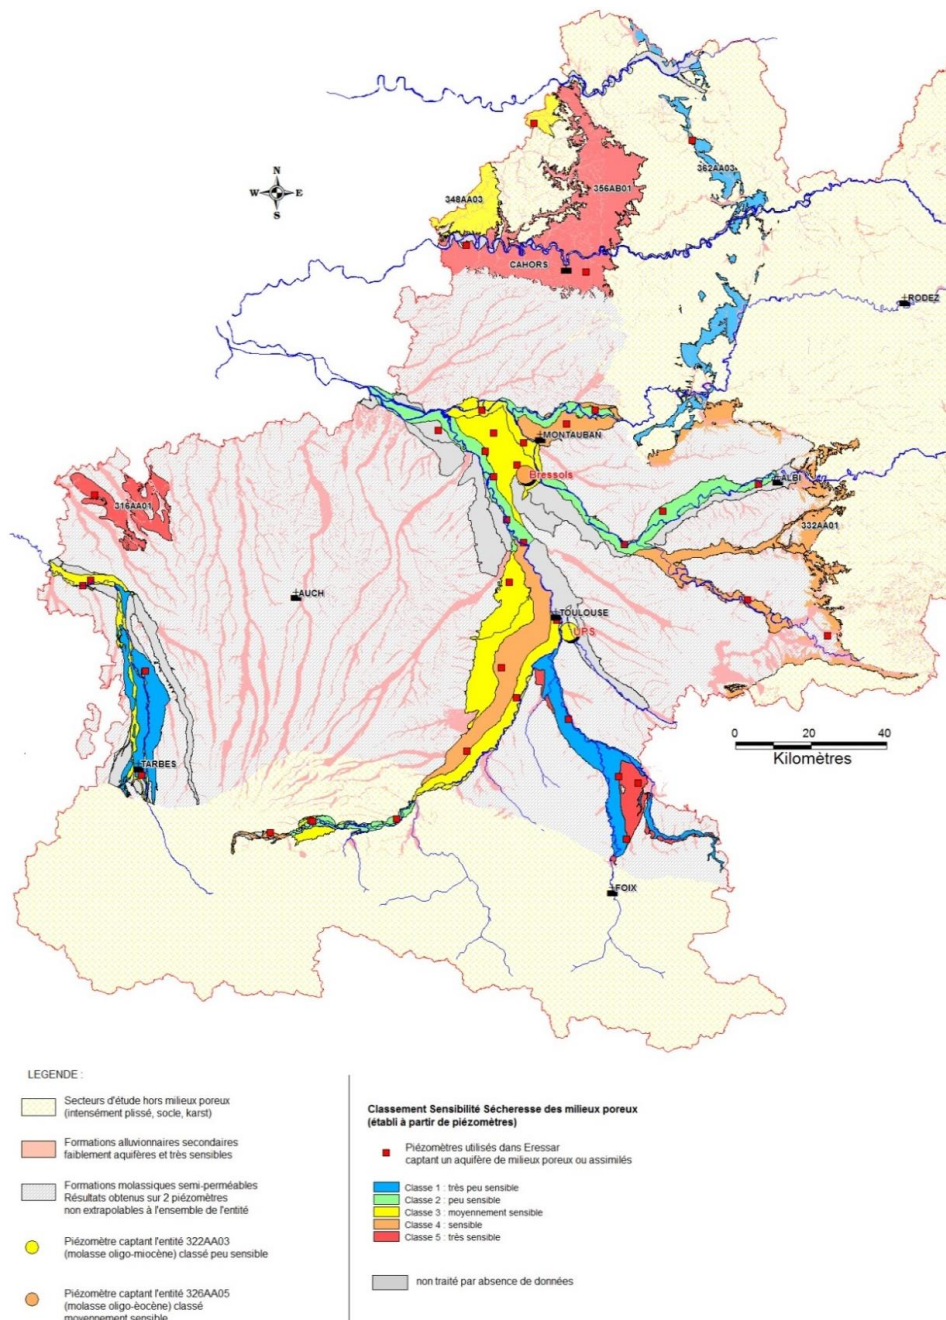 N
W E
S
362AA03
356AB01
348AA03
CAHORS
RODEZ
MONTAUBAN
Bressols
ALBI
316AA01
332AA01
AUCH
TOULOUSE
UPS
0 20 40
Kilomètres
TARBES
FOIX
LEGENDE :
Secteurs d'étude hors milieux poreux
(intensément plissé, socle, karst)
Formations alluvionnaires secondaires
faiblement aquifères et très sensibles
Formations molassiques semi-perméables
Résultats obtenus sur 2 piézomètres
non extrapolables à l'ensemble de l'entité
Piézomètre captant l'entité 322AA03
(molasse oligo-miocène) classé peu sensible
Piézomètre captant l'entité 326AA05
(molasse oligo-èocène) classé
moyennement sensible
Classement Sensibilité Sécheresse des milieux poreux
(établi à partir de piézomètres)
Piézomètres utilisés dans Eressar
captant un aquifère de milieux poreux ou assimilés
Classe 1 : très peu sensible
Classe 2 : peu sensible
Classe 3 : moyennement sensible
Classe 4 : sensible
Classe 5 : très sensible
non traité par absence de données